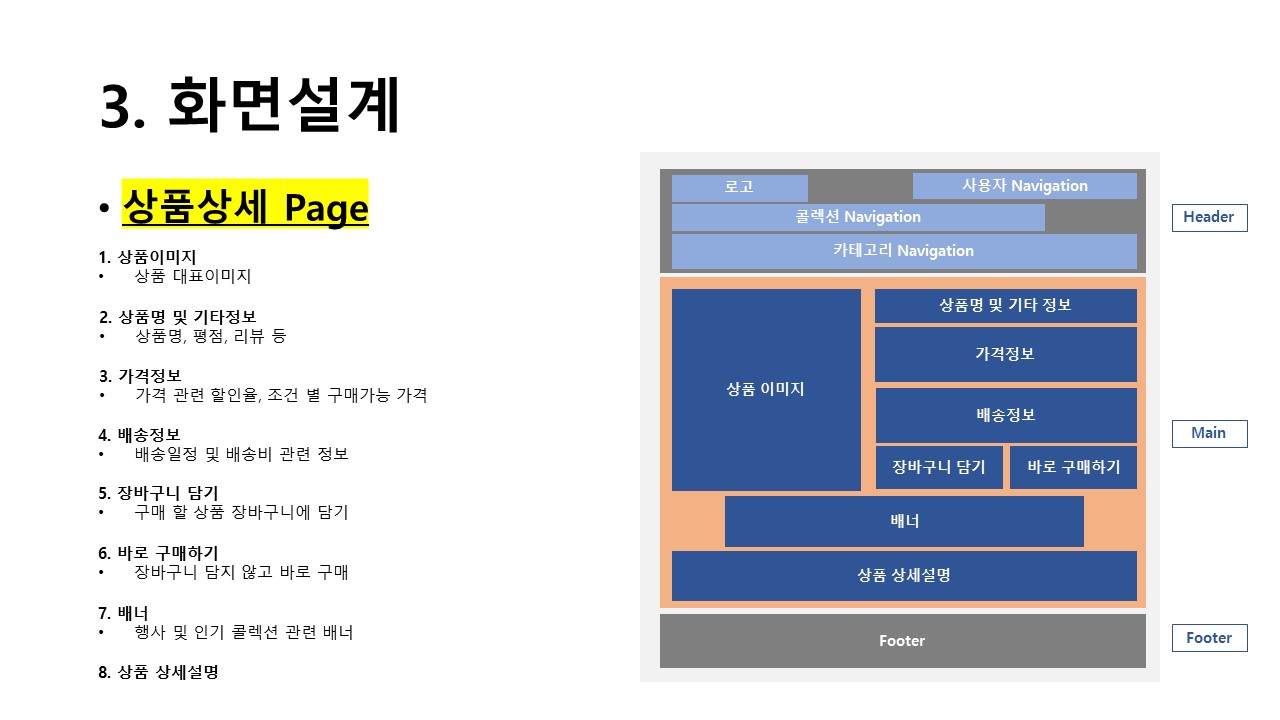 3. 화면설계
• 상품상세 Page
1. 상품이미지
• 상품 대표이미지
2. 상품명 및 기타정보
• 상품명, 평점, 리뷰 등
3. 가격정보
• 가격 관련 할인율, 조건 별 구매가능 가격
4. 배송정보
• 배송일정 및 배송비 관련 정보
5. 장바구니 담기
• 구매 할 상품 장바구니에 담기
6. 바로 구매하기
• 장바구니 담지 않고 바로 구매
7. 배너
• 행사 및 인기 콜렉션 관련 배너
8. 상품 상세설명
로고
사용자 Navigation
콜렉션 Navigation
카테고리 Navigation
상품 이미지
상품명 및 기타 정보
가격정보
배송정보
장바구니 담기
바로 구매하기
배너
상품 상세설명
Footer
Header
Main
Footer